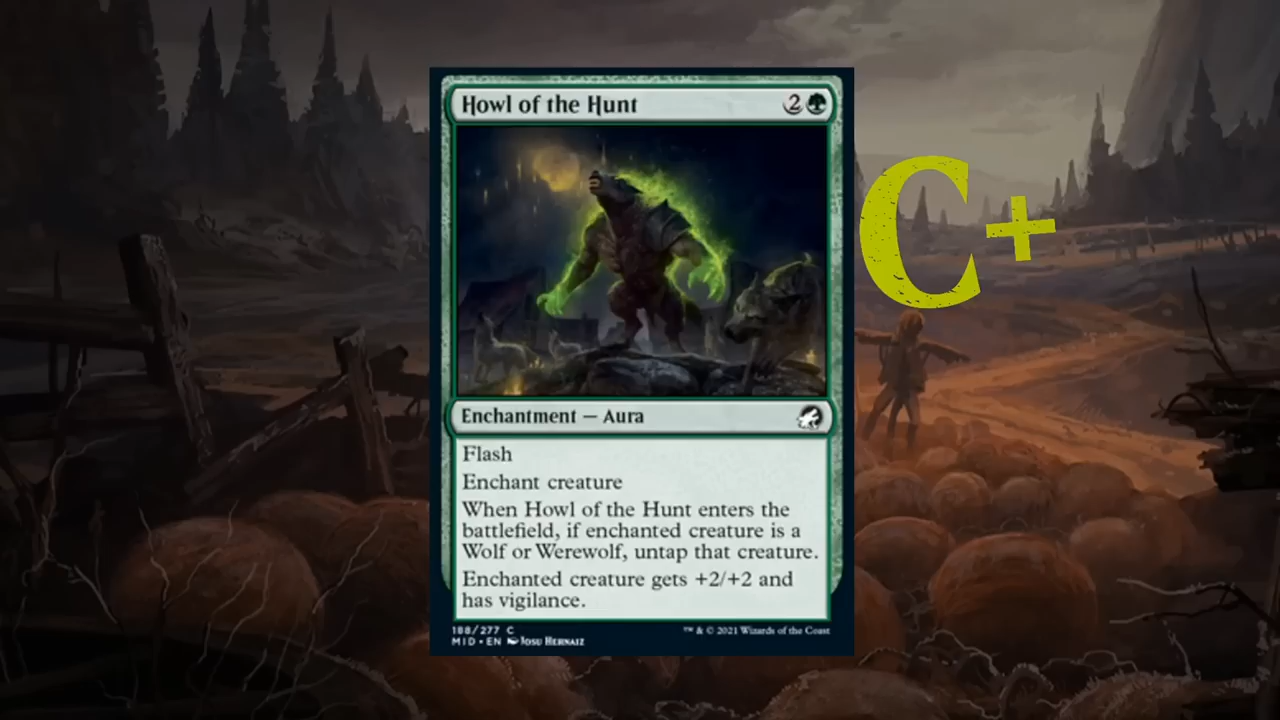 Howl of the Hunt 2
C+
Enchantment — Aura
Flash
Enchant creature
When Howl of the Hunt enters the
battlefield, if enchanted creature is a
Wolf or Werewolf, untap that creature.
Enchanted creature gets +2/+2 and
has vigilance.
188/277 C
MID • EN Josu Hernaiz
™ & © 2021 Wizards of the Coast